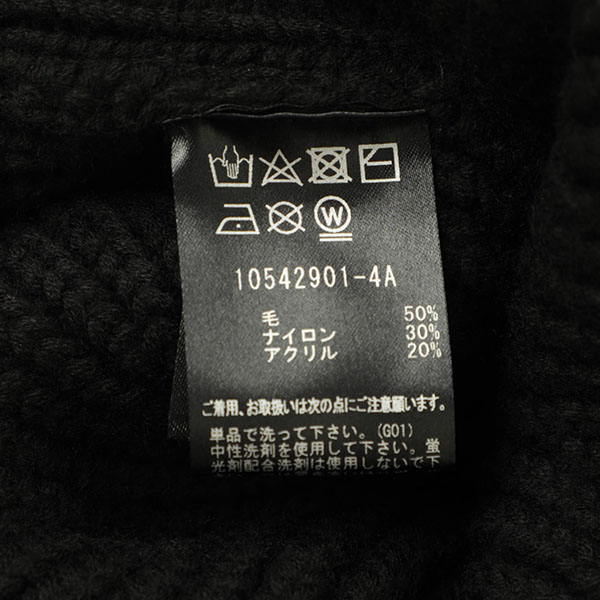 W
10542901-4A
毛 50%
ナイロン 30%
アクリル 20%
ご着用、お取扱いは次の点にご注意願います。
単品で洗って下さい。(G01)
中性洗剤を使用して下さい。蛍
光剤配合洗剤は使用しないで下